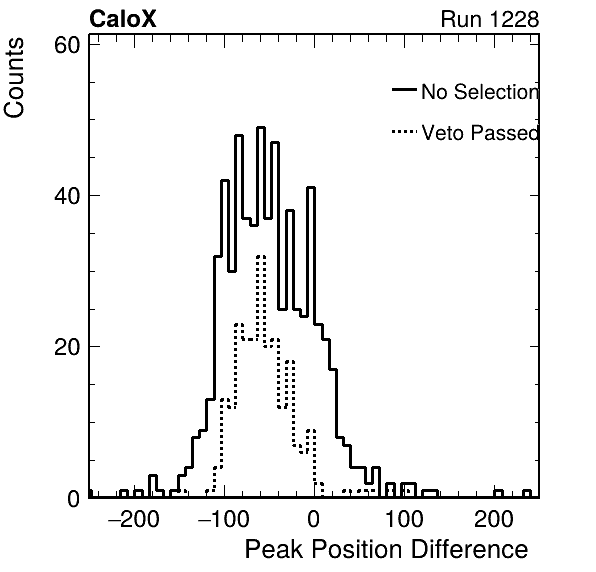 CaloX Run 1228
Counts
60
No Selection
Veto Passed
40
20
0
−200 −100 0 100 200
Peak Position Difference